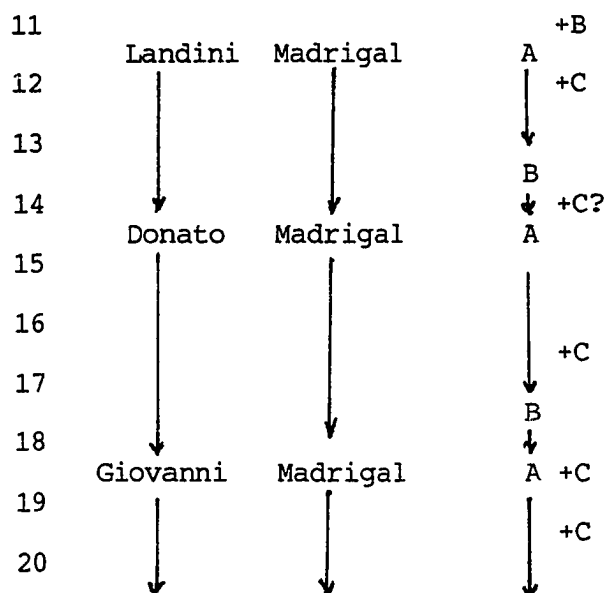 11 +B
Landini Madrigal A
12 +C
13
B
14 +C?
Donato Madrigal A
15
16
+C
17
B
18
Giovanni Madrigal A +C
19
+C
20